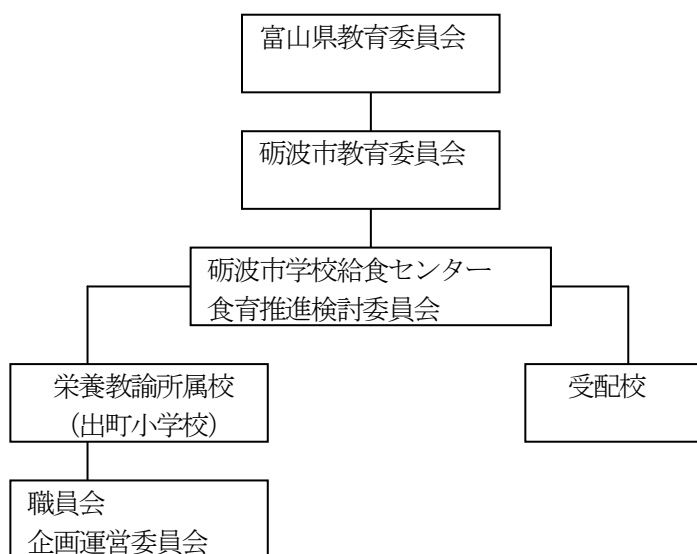 富山県教育委員会
砺波市教育委員会
砺波市学校給食センター
食育推進検討委員会
栄養教諭所属校
（出町小学校）
受配校
職員会
企画運営委員会